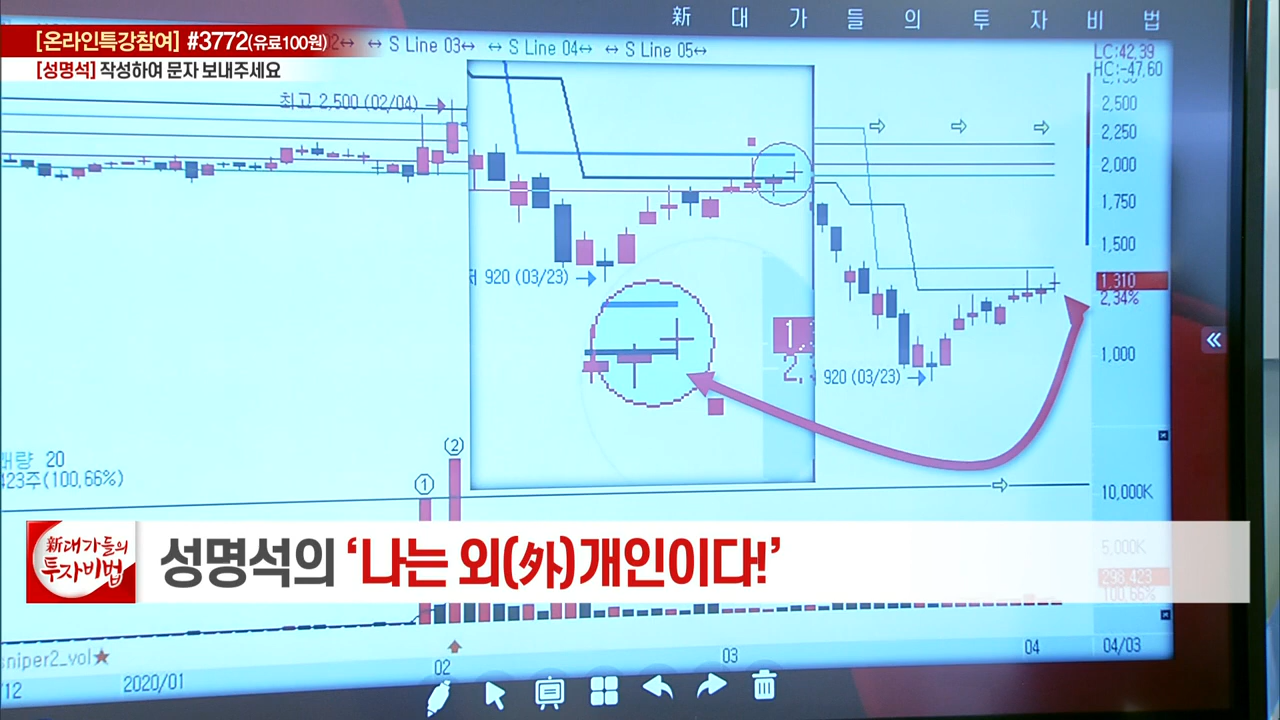 新 대 가 들 의 투 자 비 법
[온라인특강참여] #3772(유료100원)
[성명석] 작성하여 문자 보내주세요
S Line 03 S Line 04 S Line 05
LC:42,39
HC:-47,60
최고 2,500 (02/04)
2,500
2,250
2,000
1,750
1,500
1,310
2,34%
1,000
920 (03/23)
920 (03/23)
1.
2.
20
423주(100,66%)
①
②
10,000K
5,000K
298,423
100,66%
新대가들의
투자비법
성명석의 ‘나는 외(外)개인이다!’
sniper2_vol★
/12
2020/01
02
03
04
04/03